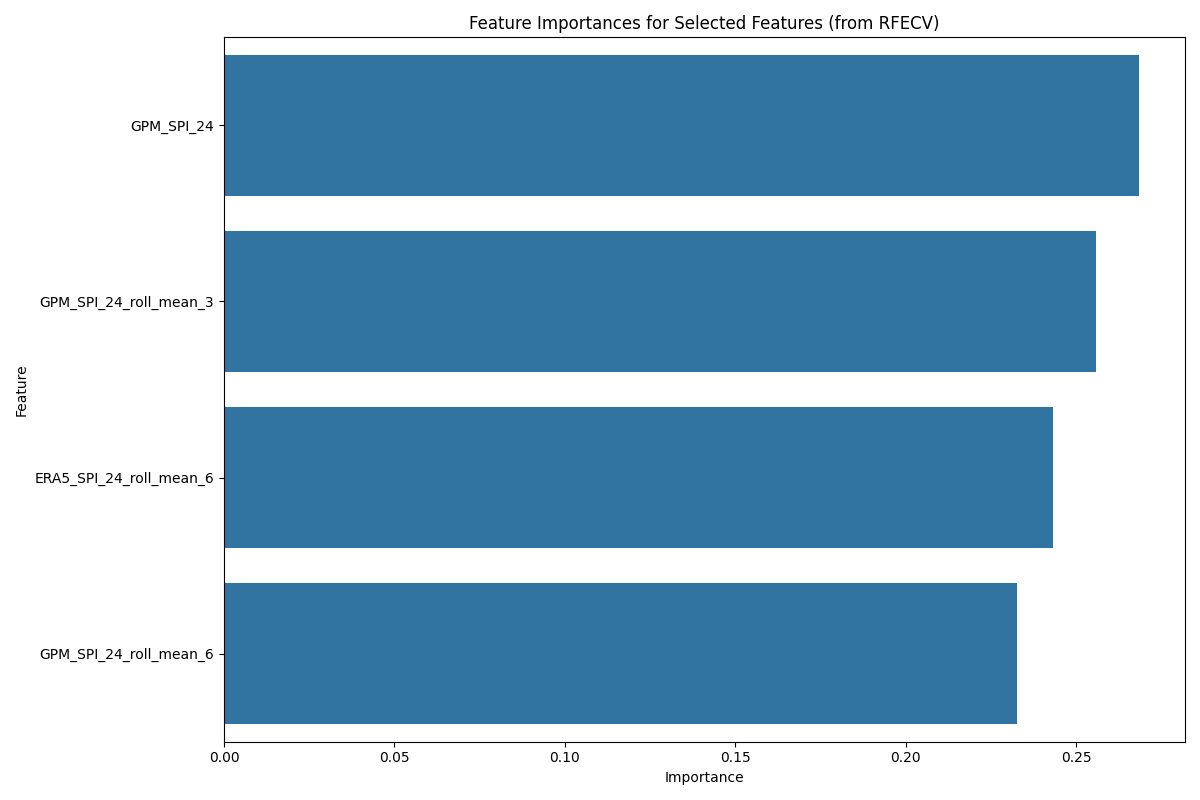 Feature Importances for Selected Features (from RFECV)
GPM_SPI_24
GPM_SPI_24_roll_mean_3
ERA5_SPI_24_roll_mean_6
GPM_SPI_24_roll_mean_6
Feature
0.00 0.05 0.10 0.15 0.20 0.25
Importance